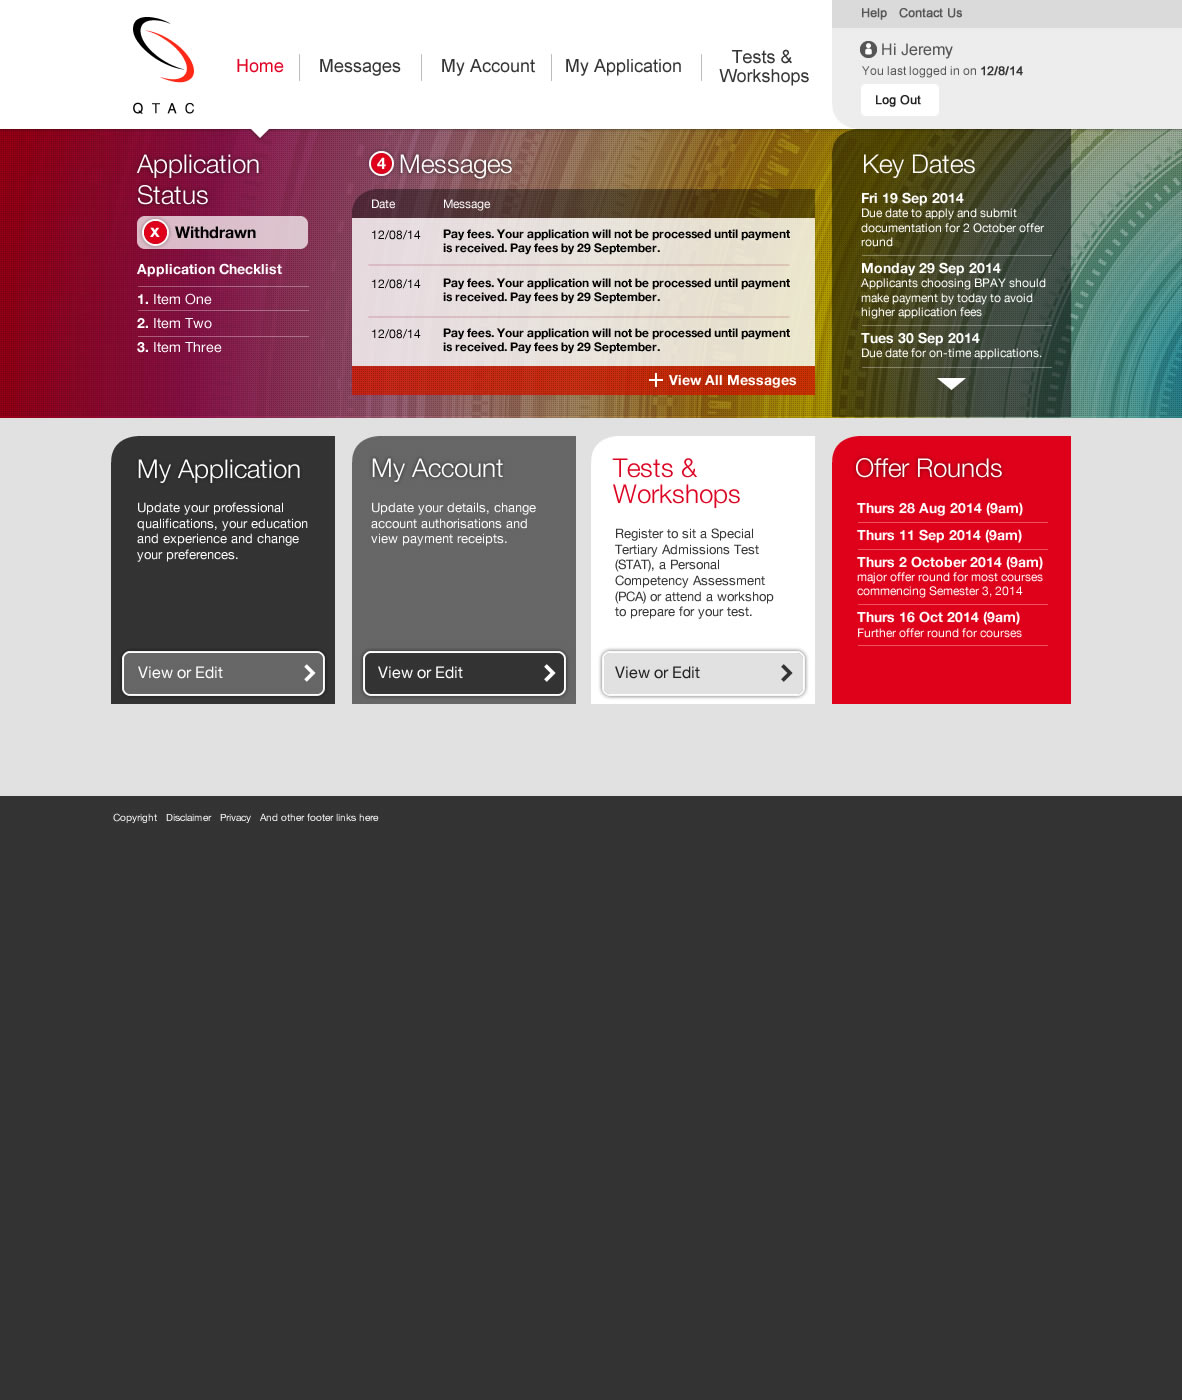 Help Contact Us
Hi Jeremy
You last logged in on 12/8/14
Log Out
QTAC
Home
Messages
My Account
My Application
Tests &
Workshops
Application
Status
X Withdrawn
Application Checklist
1. Item One
2. Item Two
3. Item Three
4 Messages
Date Message
12/08/14 Pay fees. Your application will not be processed until payment
is received. Pay fees by 29 September.
12/08/14 Pay fees. Your application will not be processed until payment
is received. Pay fees by 29 September.
12/08/14 Pay fees. Your application will not be processed until payment
is received. Pay fees by 29 September.
+ View All Messages
Key Dates
Fri 19 Sep 2014
Due date to apply and submit
documentation for 2 October offer
round
Monday 29 Sep 2014
Applicants choosing BPAY should
make payment by today to avoid
higher application fees
Tues 30 Sep 2014
Due date for on-time applications.
My Application
Update your professional
qualifications, your education
and experience and change
your preferences.
View or Edit
My Account
Update your details, change
account authorisations and
view payment receipts.
View or Edit
Tests &
Workshops
Register to sit a Special
Tertiary Admissions Test
(STAT), a Personal
Competency Assessment
(PCA) or attend a workshop
to prepare for your test.
View or Edit
Offer Rounds
Thurs 28 Aug 2014 (9am)
Thurs 11 Sep 2014 (9am)
Thurs 2 October 2014 (9am)
major offer round for most courses
commencing Semester 3, 2014
Thurs 16 Oct 2014 (9am)
Further offer round for courses
Copyright Disclaimer Privacy And other footer links here